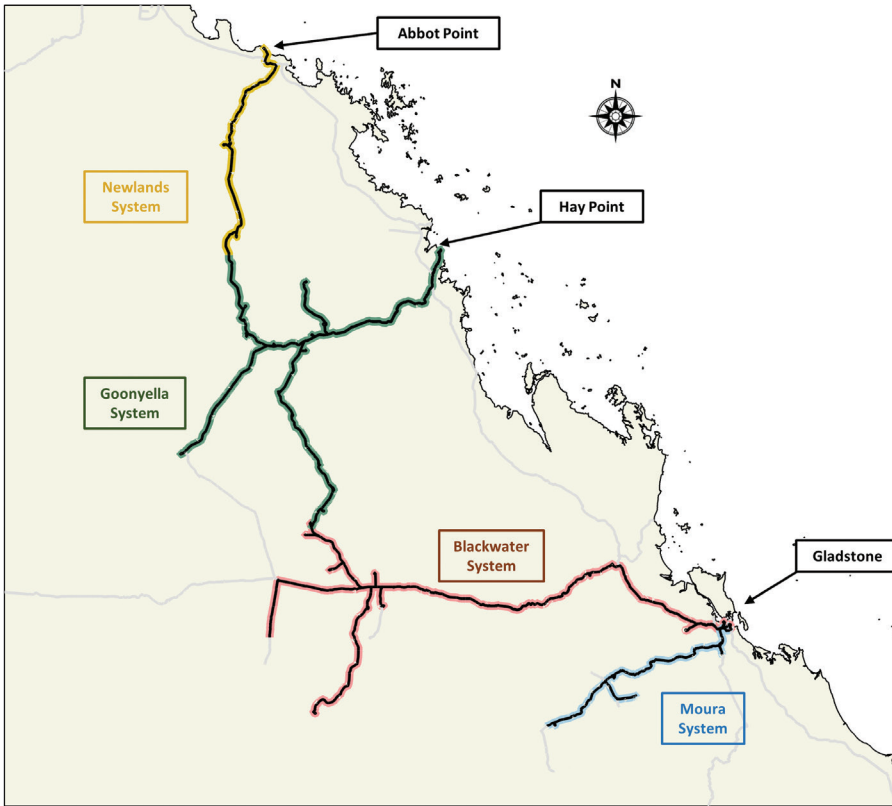 Abbot Point
N
Newlands
System
Hay Point
Goonyella
System
Blackwater
System
Gladstone
Moura
System